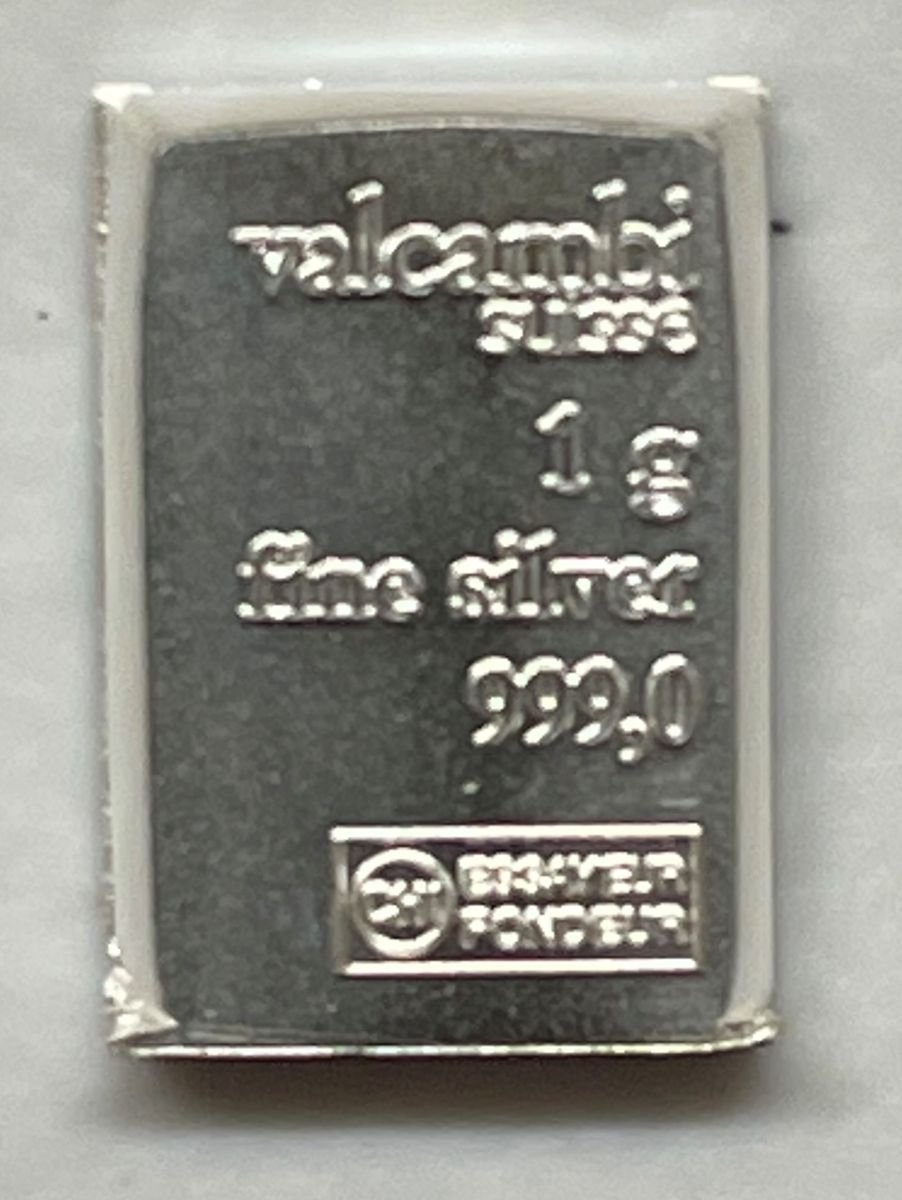 valcambi
suisse
1 g
fine silver
999,0
ESSAYEUR
FONDEUR